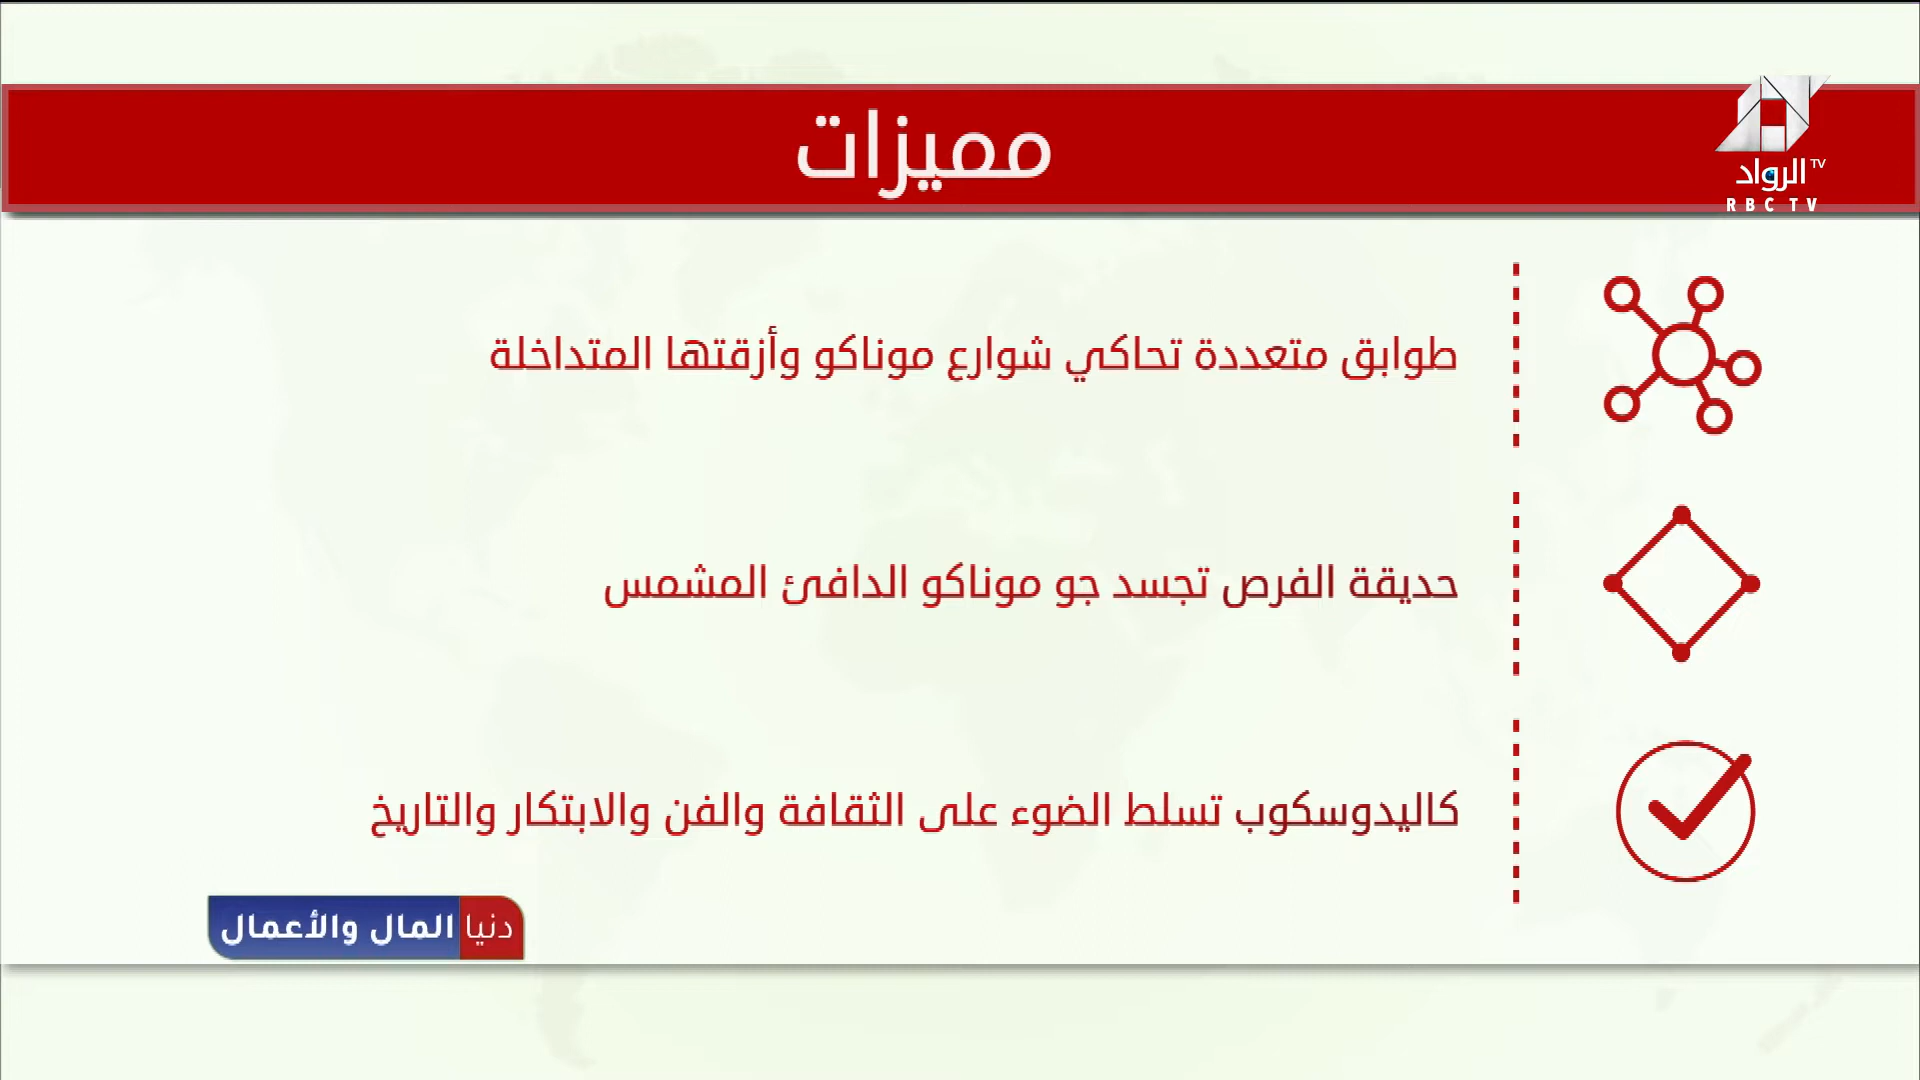 مميزات
الرواد TV
RBC TV
طوابق متعددة تحاكي شوارع موناكو وأزقتها المتداخلة
حديقة الفرص تجسد جو موناكو الدافئ المشمس
كاليدوسكوب تسلط الضوء على الثقافة والفن والابتكار والتاريخ
دنيا المال والأعمال